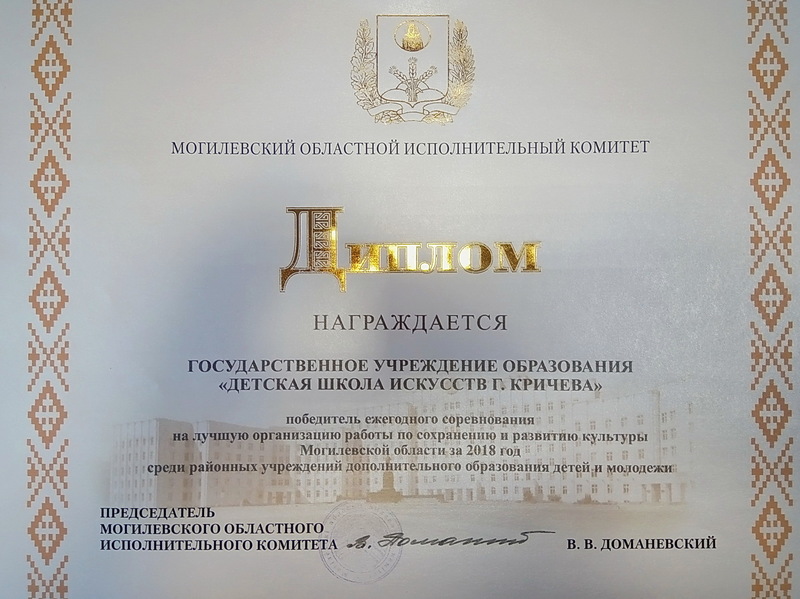 МОГИЛЕВСКИЙ ОБЛАСТНОЙ ИСПОЛНИТЕЛЬНЫЙ КОМИТЕТ
Диплом
НАГРАЖДАЕТСЯ
ГОСУДАРСТВЕННОЕ УЧРЕЖДЕНИЕ ОБРАЗОВАНИЯ
«ДЕТСКАЯ ШКОЛА ИСКУССТВ Г. КРИЧЕВА»
победитель ежегодного соревнования
на лучшую организацию работы по сохранению и развитию культуры
Могилевской области за 2018 год
среди районных учреждений дополнительного образования детей и молодежи
ПРЕДСЕДАТЕЛЬ
МОГИЛЕВСКОГО ОБЛАСТНОГО
ИСПОЛНИТЕЛЬНОГО КОМИТЕТА
В. В. ДОМАНЕВСКИЙ